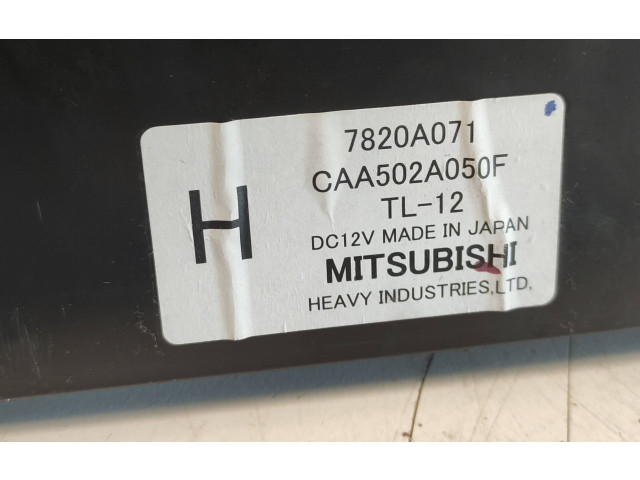 7820A071
CAA502A050F
H
TL-12
DC12V MADE IN JAPAN
MITSUBISHI
HEAVY INDUSTRIES,LTD,